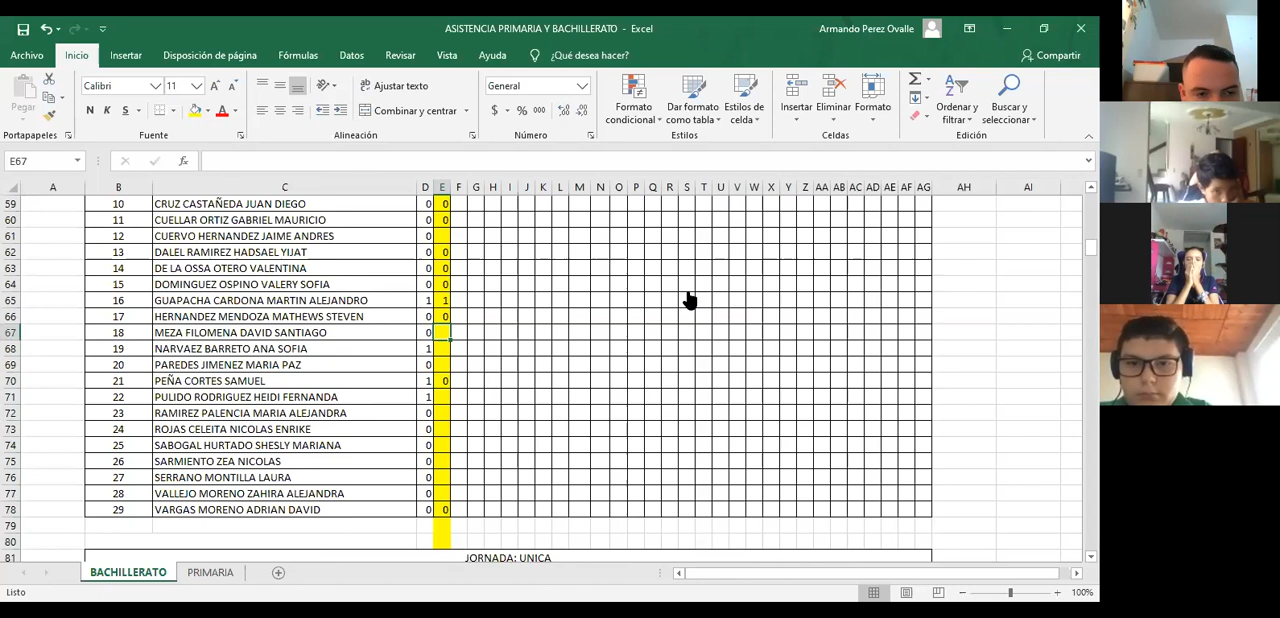 ASISTENCIA PRIMARIA Y BACHILLERATO - Excel
Armando Perez Ovalle
Archivo Inicio Insertar Disposición de página Fórmulas Datos Revisar Vista Ayuda ¿Qué desea hacer? Compartir
Pegar
Calibri 11
N K S
Ajustar texto
Combinar y centrar
General
$ % 000
Formato condicional
Dar formato como tabla
Estilos de celda
Insertar Eliminar Formato
Ordenar y filtrar
Buscar y seleccionar
Portapapeles Fuente Alineación Número Estilos Celdas Edición
E67 fx
A B C D E F G H I J K L M N O P Q R S T U V W X Y Z AA AB AC AD AE AF AG AH AI
59 10 CRUZ CASTAÑEDA JUAN DIEGO 0 0
60 11 CUELLAR ORTIZ GABRIEL MAURICIO 0 0
61 12 CUERVO HERNANDEZ JAIME ANDRES
62 13 DALEL RAMIREZ HADSAEL YIJAT 0 0
63 14 DE LA OSSA OTERO VALENTINA 0 0
64 15 DOMINGUEZ OSPINO VALERY SOFIA 0 0
65 16 GUAPACHA CARDONA MARTIN ALEJANDRO 1 1
66 17 HERNANDEZ MENDOZA MATHEWS STEVEN 0 0
67 18 MEZA FILOMENA DAVID SANTIAGO 0
68 19 NARVAEZ BARRETO ANA SOFIA 1
69 20 PAREDES JIMENEZ MARIA PAZ 0
70 21 PEÑA CORTES SAMUEL 1 0
71 22 PULIDO RODRIGUEZ HEIDI FERNANDA 1
72 23 RAMIREZ PALENCIA MARIA ALEJANDRA 0
73 24 ROJAS CELEITA NICOLAS ENRIKE 0
74 25 SABOGAL HURTADO SHESLY MARIANA 0
75 26 SARMIENTO ZEA NICOLAS 0
76 27 SERRANO MONTILLA LAURA 0
77 28 VALLEJO MORENO ZAHIRA ALEJANDRA 0
78 29 VARGAS MORENO ADRIAN DAVID 0 0
79
80
81 JORNADA: UNICA
BACHILLERATO PRIMARIA
Listo 100%